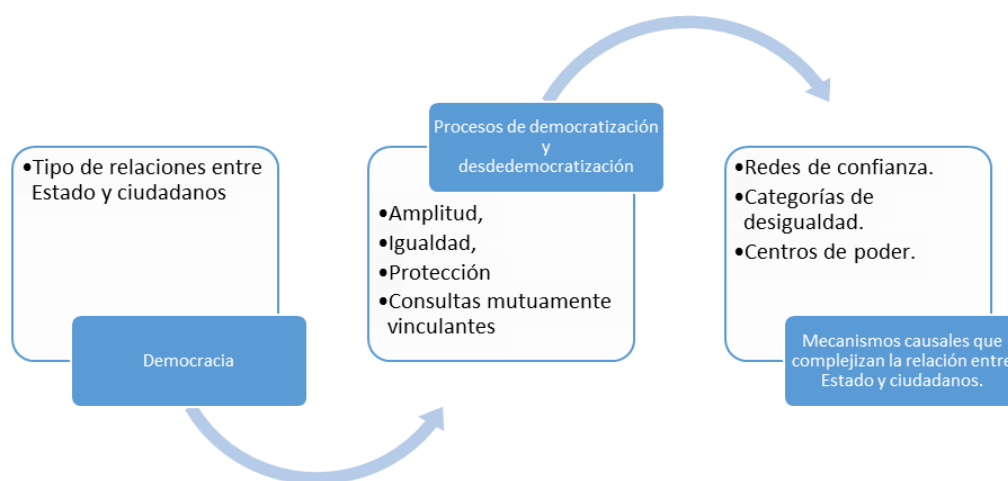 •Tipo de relaciones entre
Estado y ciudadanos
Democracia
Procesos de democratización
y
desdedemocratización
•Amplitud,
•Igualdad,
•Protección
•Consultas mutuamente
vinculantes
•Redes de confianza.
•Categorías de
desigualdad.
•Centros de poder.
Mecanismos causales que
complejizan la relación entre
Estado y ciudadanos.